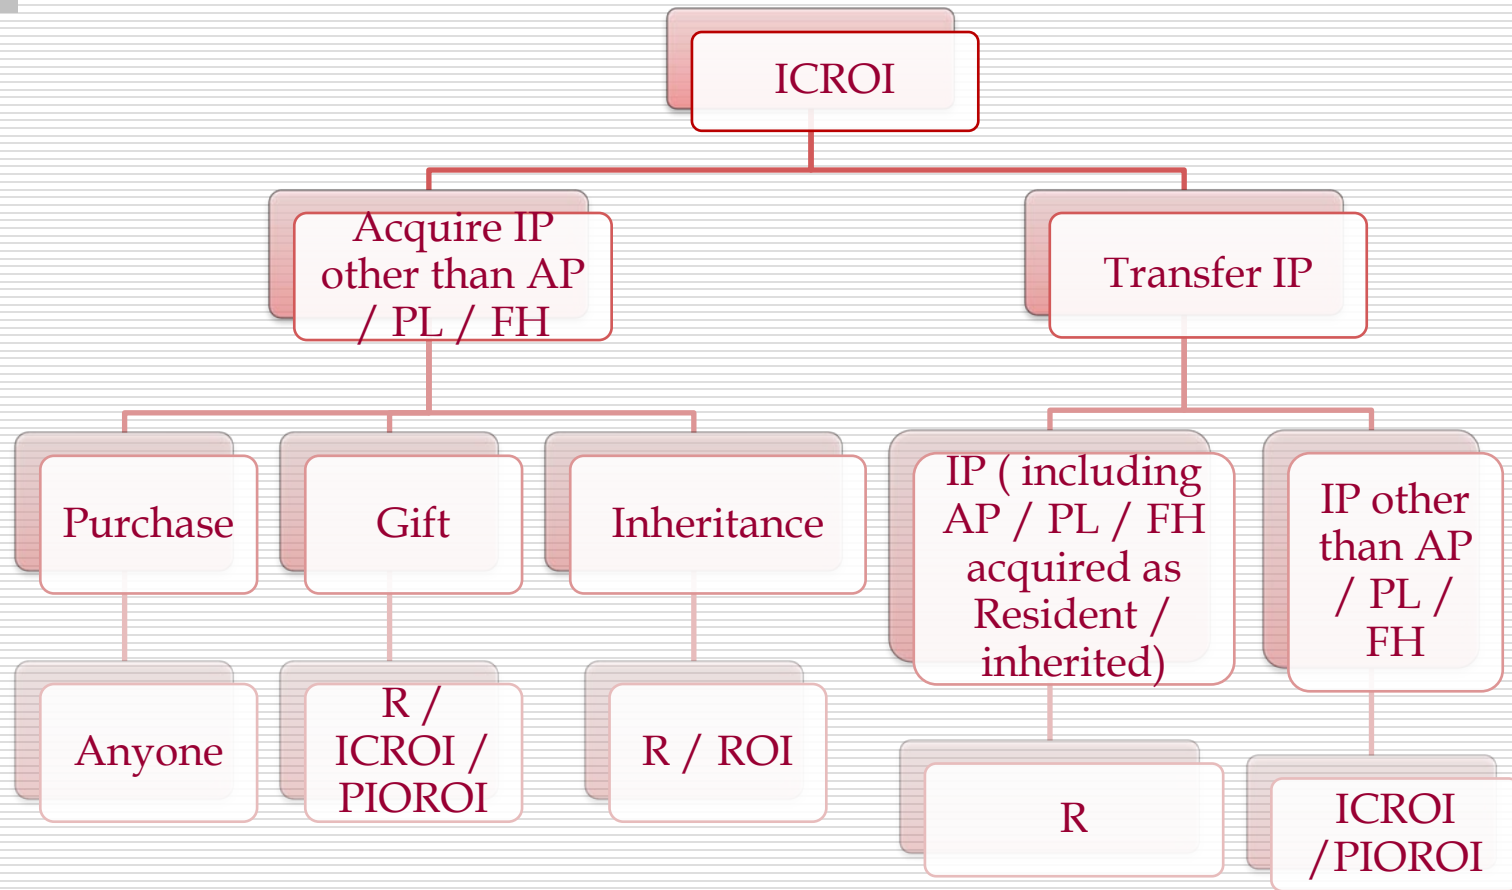 ICROI
Acquire IP
other than AP
/ PL / FH
Transfer IP
Purchase
Gift
Inheritance
IP ( including
AP / PL / FH
acquired as
Resident /
inherited)
IP other
than AP
/ PL /
FH
Anyone
R /
ICROI /
PIOROI
R / ROI
R
ICROI
/PIOROI